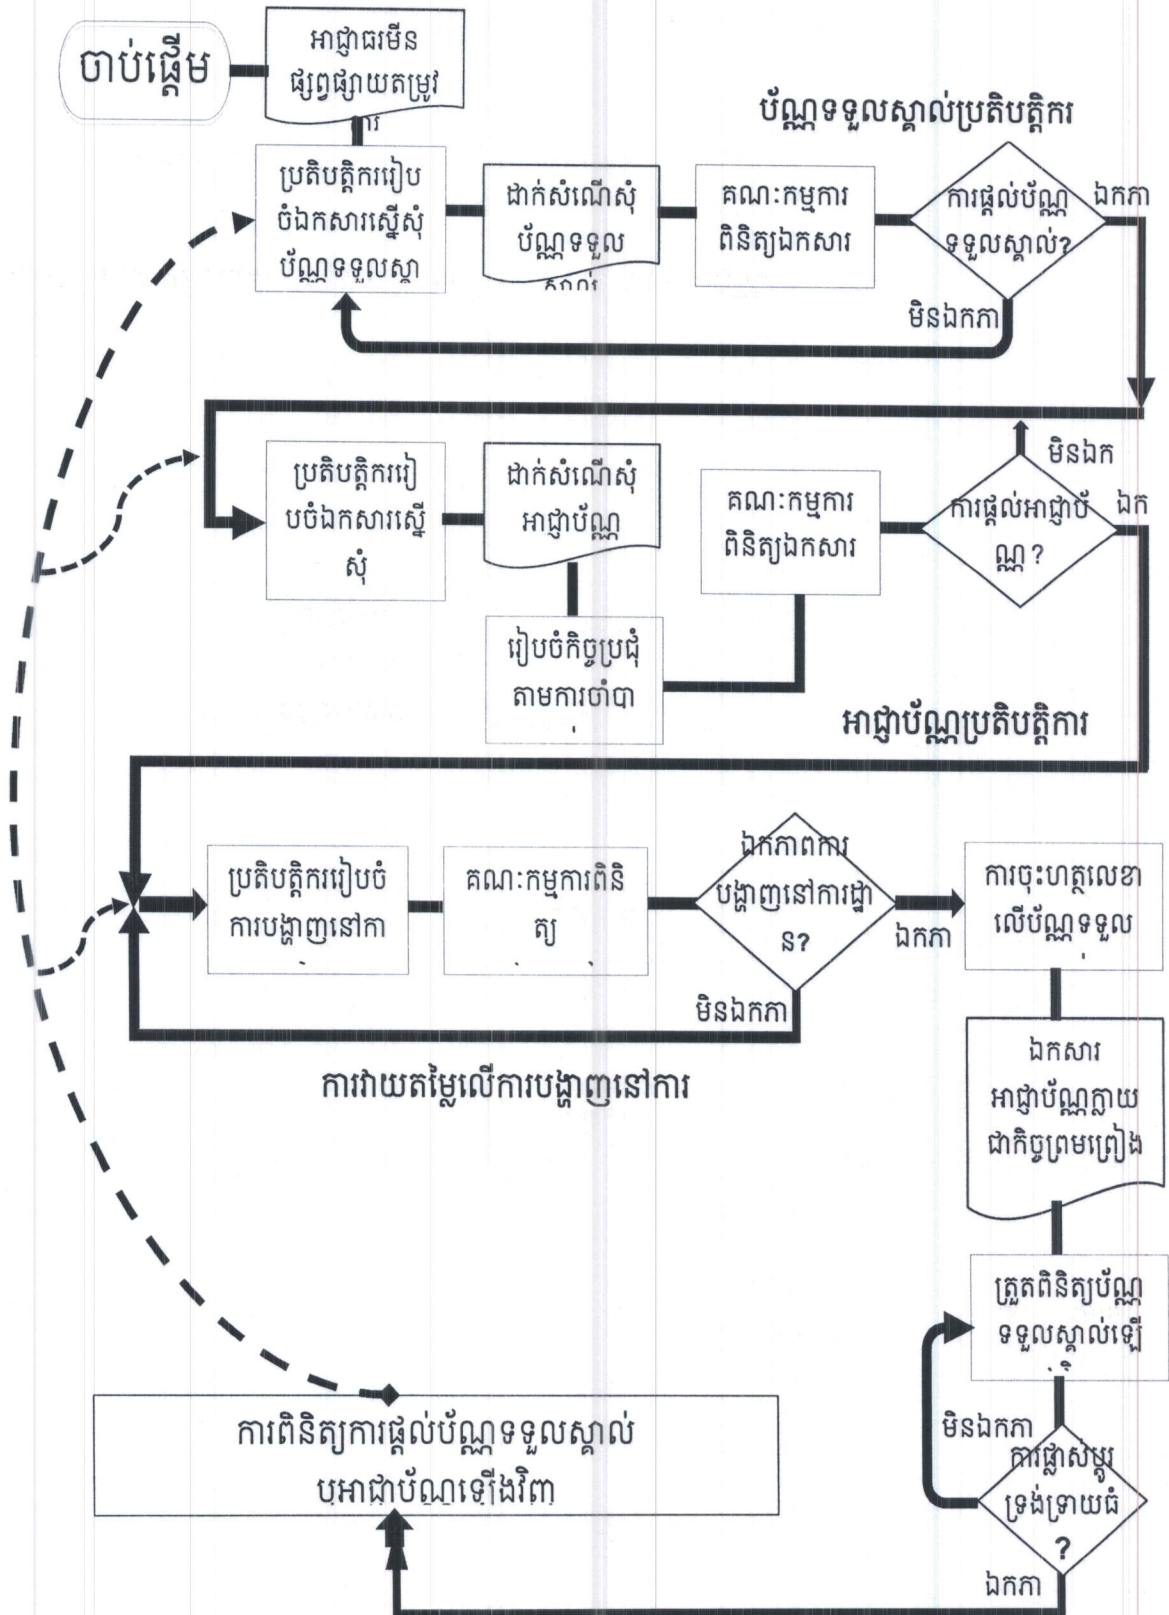 ចាប់ផ្តើម
អាជ្ញាធរមីន
ផ្សព្វផ្សាយតម្រូវ
ការ
ប័ណ្ណទទួលស្គាល់ប្រតិបត្តិករ
ប្រតិបត្តិកររៀប
ចំឯកសារស្នើសុំ
ប័ណ្ណទទួលស្គា
ដាក់សំណើសុំ
ប័ណ្ណទទួល
ស្គាល់
គណៈកម្មការ
ពិនិត្យឯកសារ
ការផ្តល់ប័ណ្ណ
ទទួលស្គាល់?
ឯកភា
មិនឯកភា
ប្រតិបត្តិកររៀ
បចំឯកសារស្នើ
សុំ
ដាក់សំណើសុំ
អាជ្ញាប័ណ្ណ
រៀបចំកិច្ចប្រជុំ
តាមការចាំបា
គណៈកម្មការ
ពិនិត្យឯកសារ
មិនឯក
ការផ្តល់អាជ្ញាប័
ណ្ណ?
ឯក
អាជ្ញាប័ណ្ណប្រតិបត្តិការ
ប្រតិបត្តិកររៀបចំ
ការបង្ហាញនៅកា
គណៈកម្មការពិនិ
ត្យ
ឯកភាពការ
បង្ហាញនៅការដ្ឋា
ន?
ឯកភា
មិនឯកភា
ការចុះហត្ថលេខា
លើប័ណ្ណទទួល
ការវាយតម្លៃលើការបង្ហាញនៅការ
ឯកសារ
អាជ្ញាប័ណ្ណក្លាយ
ជាកិច្ចព្រមព្រៀង
ត្រួតពិនិត្យប័ណ្ណ
ទទួលស្គាល់ឡើ
មិនឯកភា
ការផ្លាស់ម្តូរ
ទ្រង់ទ្រាយធំ
?
ឯកភា
ការពិនិត្យការផ្តល់ប័ណ្ណទទួលស្គាល់
ឬអាជ្ញាប័ណ្ណឡើងវិញ